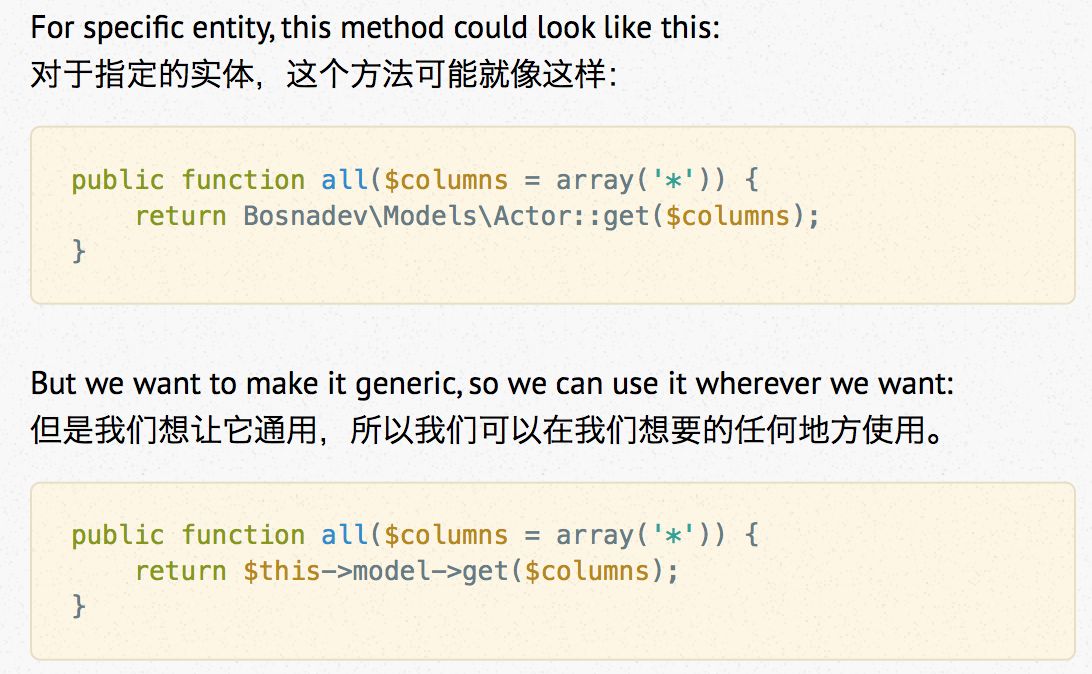 For specific entity, this method could look like this:
对于指定的实体，这个方法可能就像这样：
public function all($columns = array('*')) {
    return Bosnadev\Models\Actor::get($columns);
}
But we want to make it generic, so we can use it wherever we want:
但是我们想让它通用，所以我们可以在我们想要的任何地方使用。
public function all($columns = array('*')) {
    return $this->model->get($columns);
}